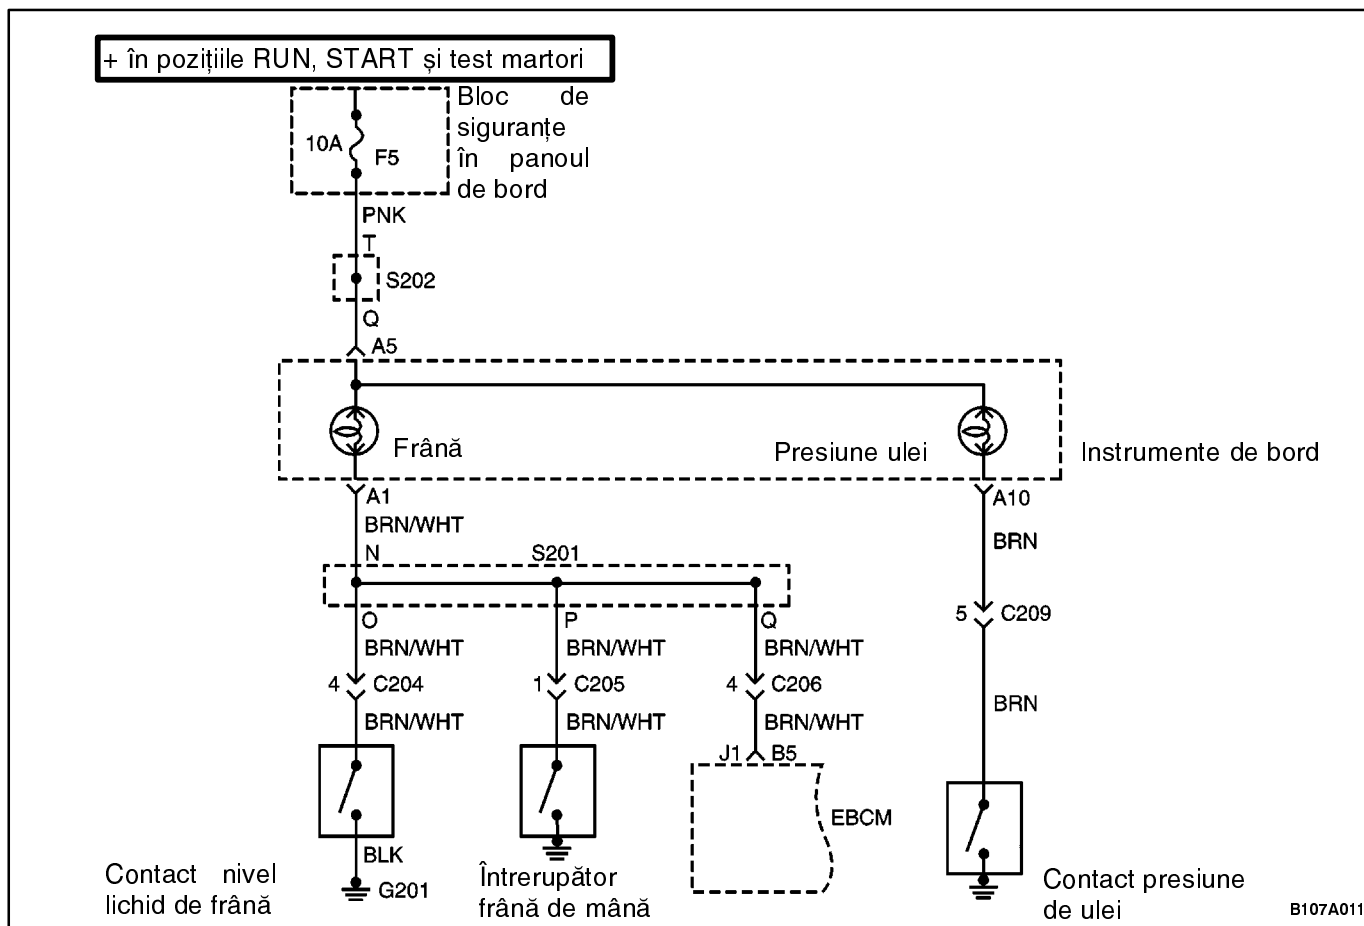 + în pozițiile RUN, START și test martori
Bloc de
siguranțe
în panoul
de bord
10A
F5
PNK
T
S202
Q
A5
Frână
Presiune ulei
Instrumente de bord
A1
A10
BRN/WHT
BRN
N
S201
O
P
Q
5
C209
BRN/WHT
BRN/WHT
BRN/WHT
4
C204
1
C205
4
C206
BRN
BRN/WHT
BRN/WHT
BRN/WHT
J1
B5
EBCM
BLK
G201
Contact nivel
lichid de frână
Întrerupător
frână de mână
Contact presiune
de ulei
B107A011